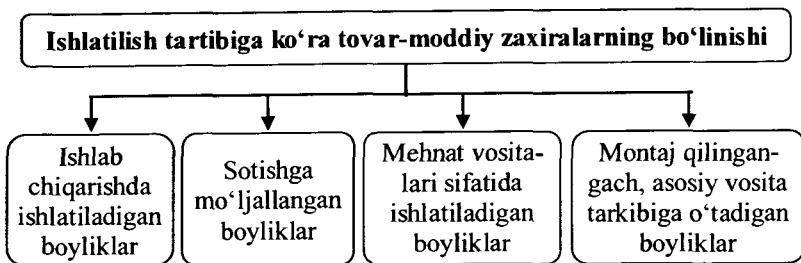 Ishlatilish tartibiga ko‘ra tovar-moddiy zaxiralarning bo‘linishi
Ishlab
chiqarishda
ishlatiladigan
boyliklar
Sotishga
mo‘ljallangan
boyliklar
Mehnat vosita-
lari sifatida
ishlatiladigan
boyliklar
Montaj qilingan-
gach, asosiy vosita
tarkibiga o‘tadigan
boyliklar